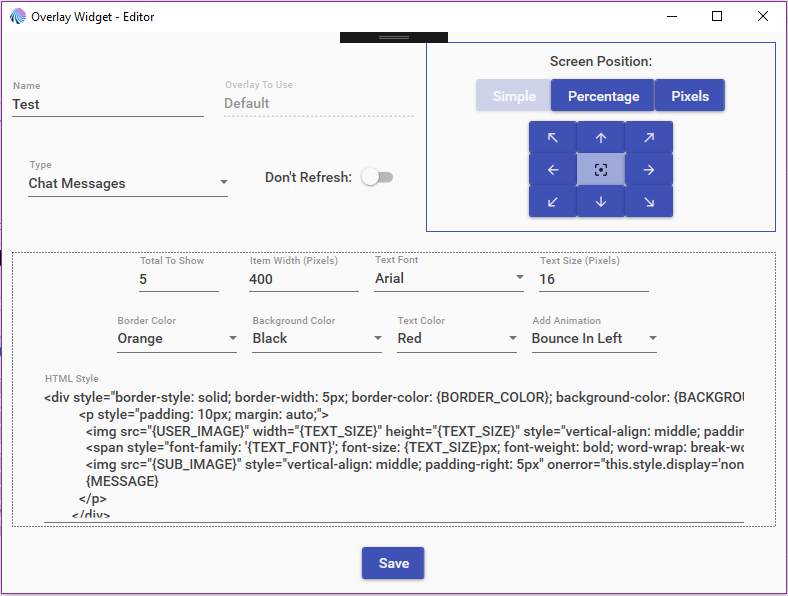 Overlay Widget - Editor
Screen Position:
Name
Test
Overlay To Use
Default
Simple
Percentage
Pixels
Type
Chat Messages
Don't Refresh:
Total To Show
5
Item Width (Pixels)
400
Text Font
Arial
Text Size (Pixels)
16
Border Color
Orange
Background Color
Black
Text Color
Red
Add Animation
Bounce In Left
HTML Style
<div style="border-style: solid; border-width: 5px; border-color: {BORDER_COLOR}; background-color: {BACKGROU
<p style="padding: 10px; margin: auto;">
<img src="{USER_IMAGE}" width="{TEXT_SIZE}" height="{TEXT_SIZE}" style="vertical-align: middle; paddin
<span style="font-family: '{TEXT_FONT}'; font-size: {TEXT_SIZE}px; font-weight: bold; word-wrap: break-wo
<img src="{SUB_IMAGE}" style="vertical-align: middle; padding-right: 5px" onerror="this.style.display='non
{MESSAGE}
</p>
</div>
Save